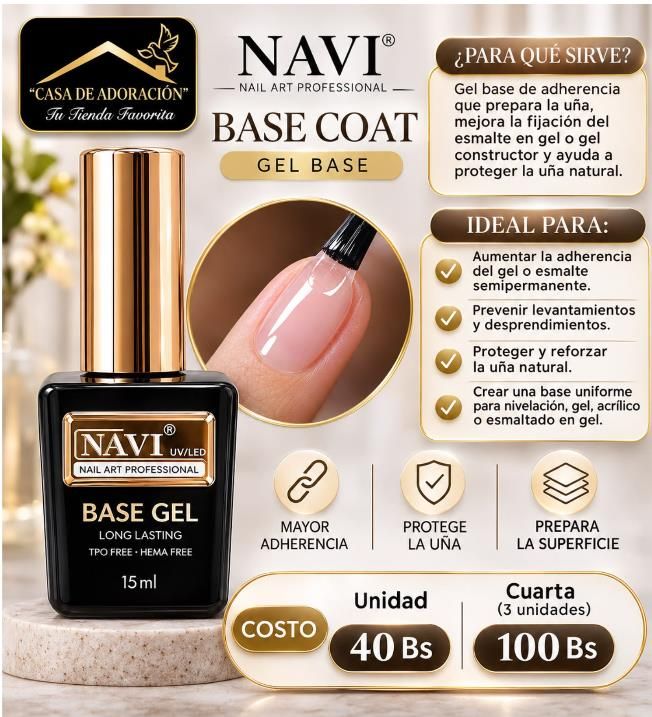 "CASA DE ADORACIÓN"
Tu Tienda Favorita
NAVI®
NAIL ART PROFESSIONAL
BASE COAT
GEL BASE
¿PARA QUÉ SIRVE?
Gel base de adherencia
que prepara la uña,
mejora la fijación del
esmalte en gel o gel
constructor y ayuda a
proteger la uña natural.
IDEAL PARA:
Aumentar la adherencia
del gel o esmalte
semipermanente.
Prevenir levantamientos
y desprendimientos.
Proteger y reforzar
la uña natural.
Crear una base uniforme
para nivelación, gel, acrílico
o esmaltado en gel.
NAVI® UV/LED
NAIL ART PROFESSIONAL
BASE GEL
LONG LASTING
TPO FREE • HEMA FREE
15 ml
MAYOR
ADHERENCIA
PROTEGE
LA UÑA
PREPARA
LA SUPERFICIE
COSTO
Unidad
40 Bs
Cuarta
(3 unidades)
100 Bs